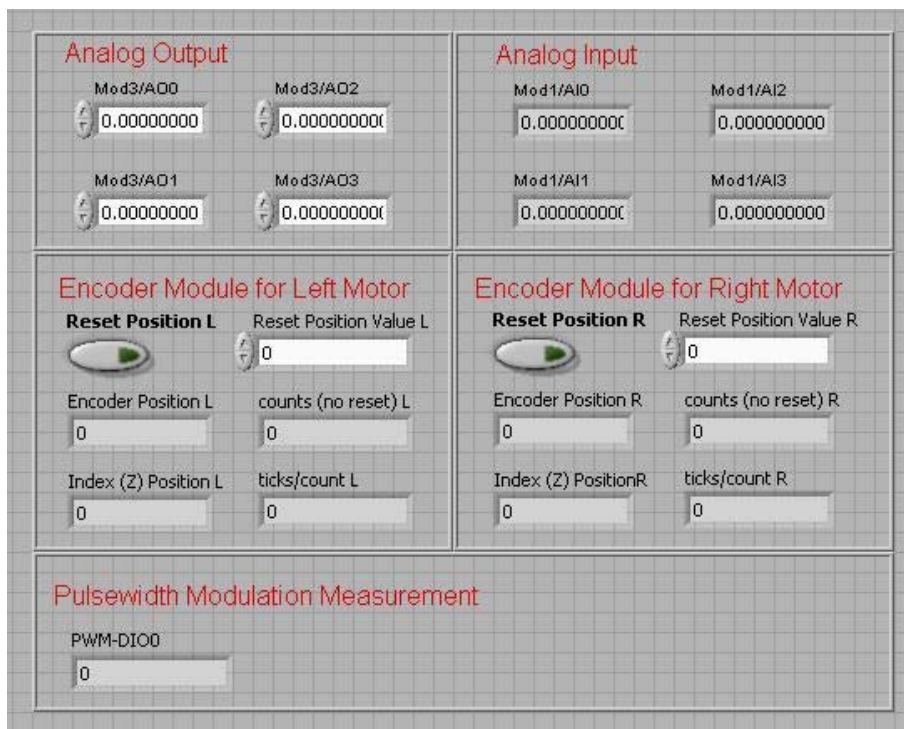 Analog Output
Mod3/AO0 Mod3/AO2
0.00000000 0.00000000(
Mod3/AO1 Mod3/AO3
0.00000000 0.00000000(
Analog Input
Mod1/AI0 Mod1/AI2
0.00000000( 0.000000000
Mod1/AI1 Mod1/AI3
0.00000000( 0.000000000
Encoder Module for Left Motor
Reset Position L Reset Position Value L
0
Encoder Position L counts (no reset) L
0 0
Index (Z) Position L ticks/count L
0 0
Encoder Module for Right Motor
Reset Position R Reset Position Value R
0
Encoder Position R counts (no reset) R
0 0
Index (Z) PositionR ticks/count R
0 0
Pulsewidth Modulation Measurement
PWM-DIO0
0